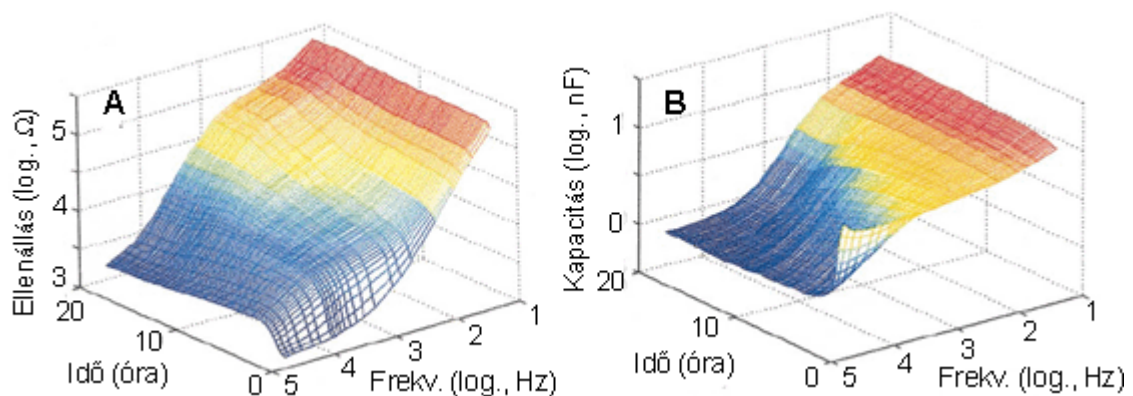 A
Ellenállás (log., Ω)
5
4
3
20
10
0
Idő (óra)
5
4
3
2
1
Frekv. (log., Hz)
B
Kapacitás (log., nF)
1
0
20
10
0
Idő (óra)
5
4
3
2
1
Frekv. (log., Hz)